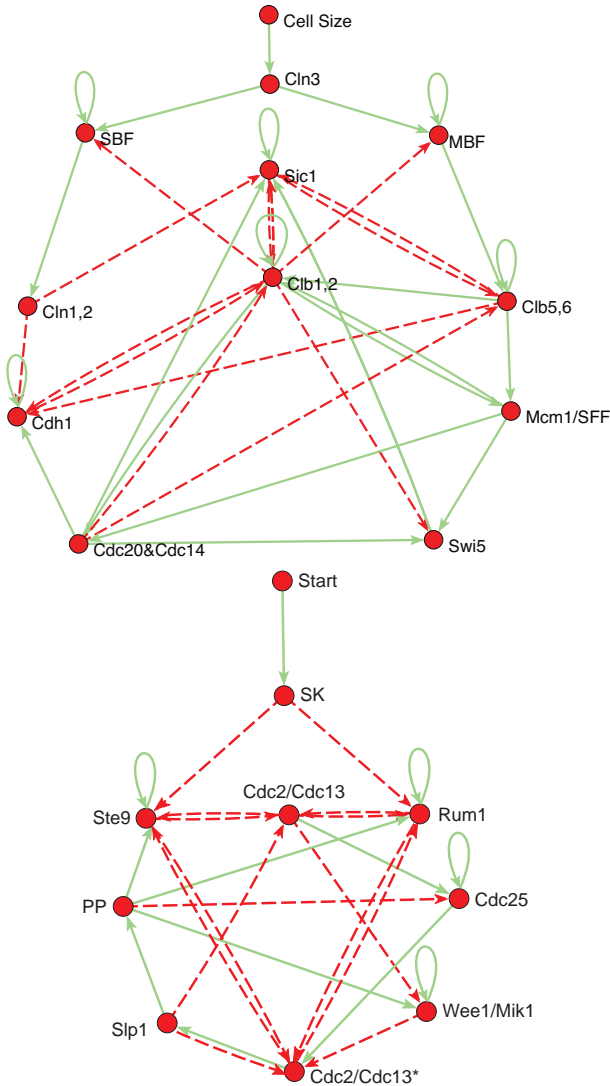 Cell Size
Cln3
SBF
MBF
Sic1
Clb1,2
Cln1,2
Clb5,6
Cdh1
Mcm1/SFF
Cdc20&Cdc14
Swi5
Start
SK
Cdc2/Cdc13
Ste9
Rum1
PP
Cdc25
Slp1
Wee1/Mik1
Cdc2/Cdc13*